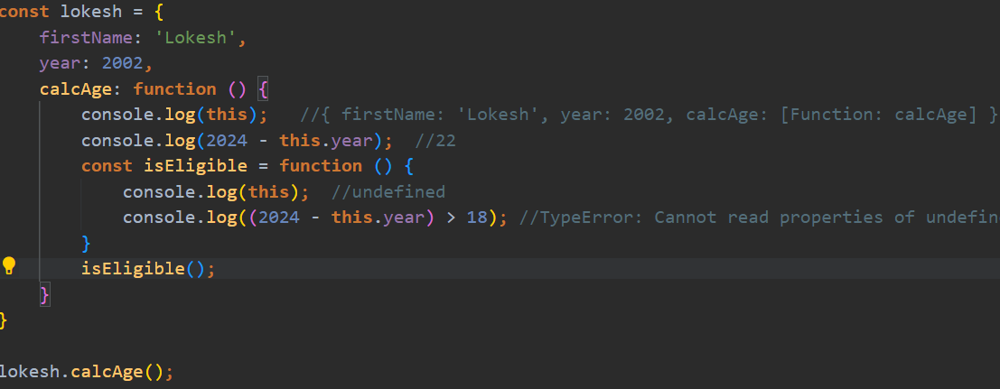 const lokesh = {
    firstName: 'Lokesh',
    year: 2002,
    calcAge: function () {
        console.log(this);   //{ firstName: 'Lokesh', year: 2002, calcAge: [Function: calcAge] }
        console.log(2024 - this.year);  //22
        const isEligible = function () {
            console.log(this);  //undefined
            console.log((2024 - this.year) > 18); //TypeError: Cannot read properties of undefin
        }
        isEligible();
    }
}
lokesh.calcAge();